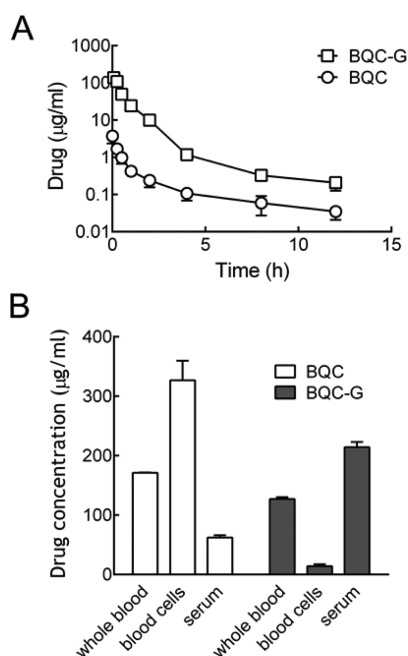 A
1000
100
10
1
0.1
0.01
Drug (μg/ml)
0
5
10
15
Time (h)
BQC-G
BQC
B
400
300
200
100
0
Drug concentration (μg/ml)
BQC
BQC-G
whole blood
blood cells
serum
whole blood
blood cells
serum